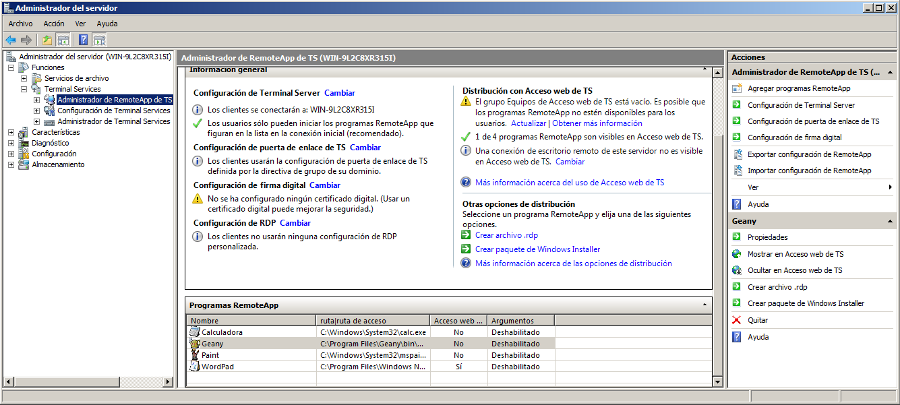 Administrador del servidor
Archivo Acción Ver Ayuda
Administrador del servidor (WIN-9L2C8XR315I)
Funciones
Servicios de archivo
Terminal Services
Administrador de RemoteApp de TS
Configuración de Terminal Services
Administrador de Terminal Services
Características
Diagnóstico
Configuración
Almacenamiento
Administrador de RemoteApp de TS (WIN-9L2C8XR315I)
Información general
Configuración de Terminal Server Cambiar
Los clientes se conectarán a: WIN-9L2C8XR315I
Los usuarios sólo pueden iniciar los programas RemoteApp que
figuran en la lista en la conexión inicial (recomendado).
Configuración de puerta de enlace de TS Cambiar
Los clientes usarán la configuración de puerta de enlace de TS
definida por la directiva de grupo de su dominio.
Configuración de firma digital Cambiar
No se ha configurado ningún certificado digital. (Usar un
certificado digital puede mejorar la seguridad.)
Configuración de RDP Cambiar
Los clientes no usarán ninguna configuración de RDP
personalizada.
Distribución con Acceso web de TS
El grupo Equipos de Acceso web de TS está vacío. Es posible que
los programas RemoteApp no estén disponibles para los
usuarios. Actualizar | Obtener más información
1 de 4 programas RemoteApp son visibles en Acceso web de TS.
Una conexión de escritorio remoto de este servidor no es visible
en Acceso web de TS. Cambiar
Más información acerca del uso de Acceso web de TS
Otras opciones de distribución
Seleccione un programa RemoteApp y elija una de las siguientes
opciones.
Crear archivo .rdp
Crear paquete de Windows Installer
Más información acerca de las opciones de distribución
Programas RemoteApp
Nombre ruta|ruta de acceso Acceso web ... Argumentos
Calculadora C:\Windows\System32\calc.exe No Deshabilitado
Geany C:\Program Files\Geany\bin\... No Deshabilitado
Paint C:\Windows\System32\mspai... No Deshabilitado
WordPad C:\Program Files\Windows N... Sí Deshabilitado
Acciones
Administrador de RemoteApp de TS (...
Agregar programas RemoteApp
Configuración de Terminal Server
Configuración de puerta de enlace de TS
Configuración de firma digital
Exportar configuración de RemoteApp
Importar configuración de RemoteApp
Ver
Ayuda
Geany
Propiedades
Mostrar en Acceso web de TS
Ocultar en Acceso web de TS
Crear archivo .rdp
Crear paquete de Windows Installer
Quitar
Ayuda